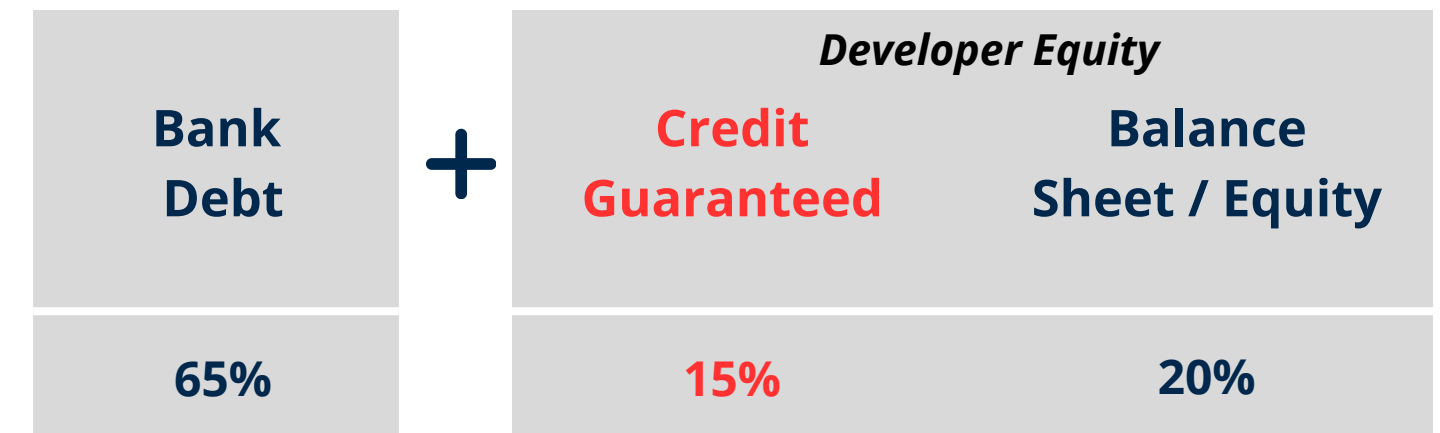 Developer Equity
Bank
Debt
+
Credit
Guaranteed
Balance
Sheet / Equity
65%
15%
20%